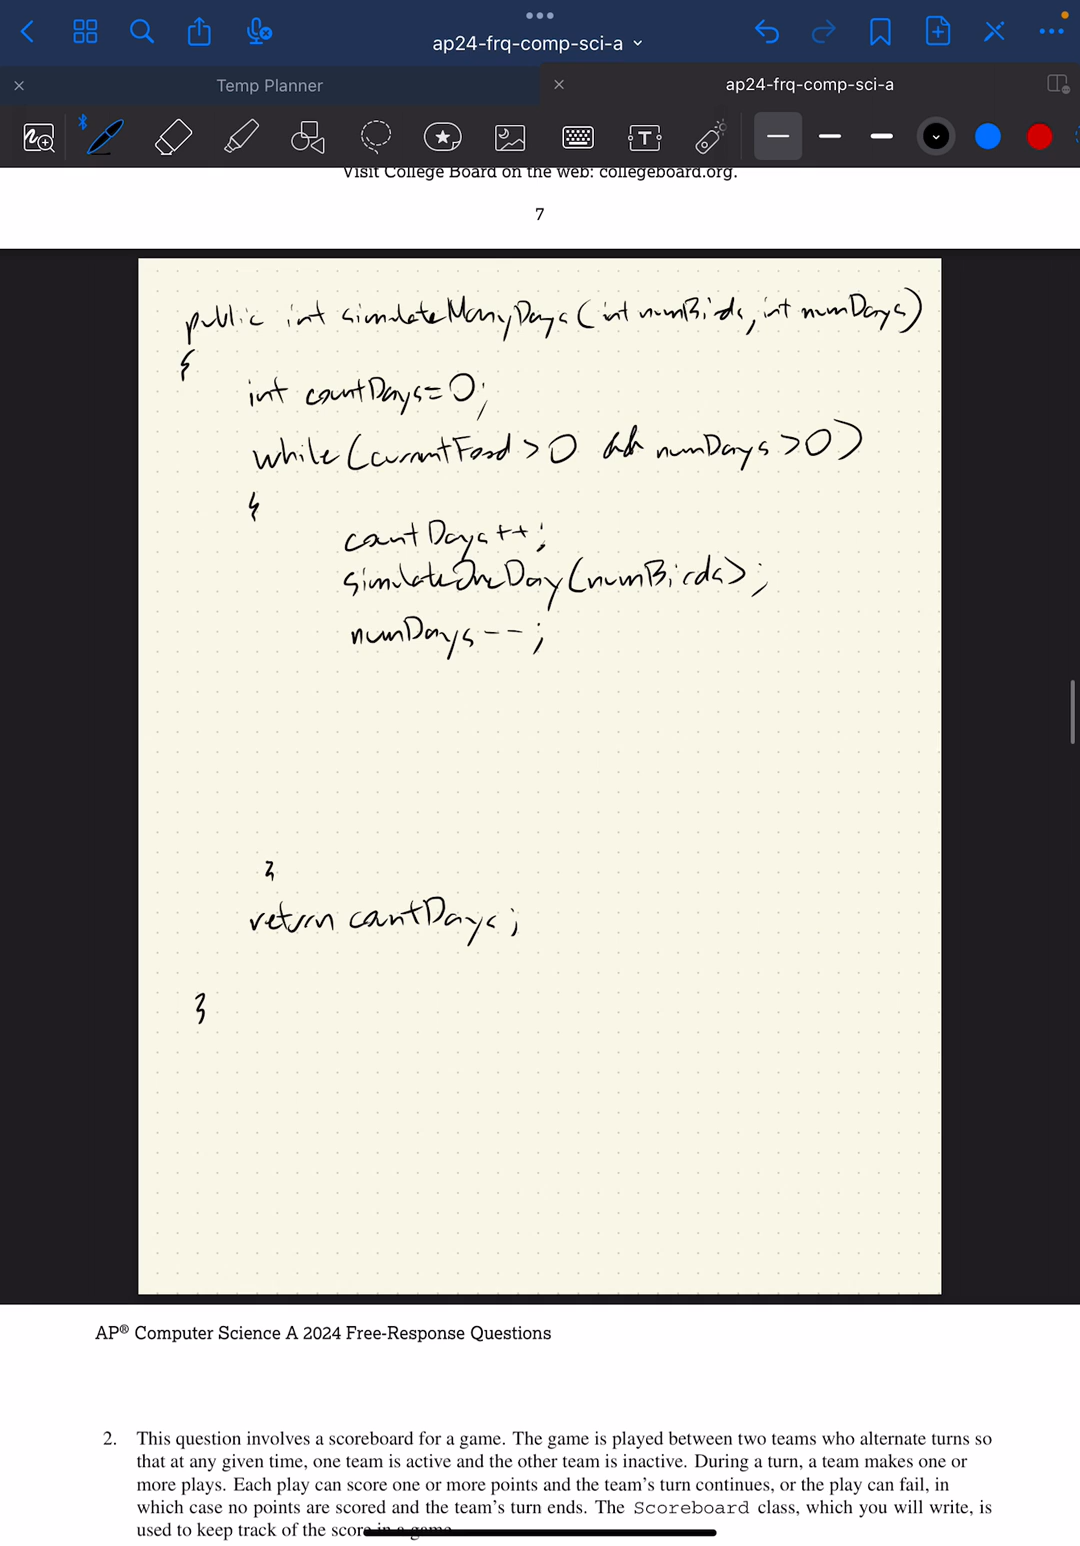 ap24-frq-comp-sci-a
Temp Planner
ap24-frq-comp-sci-a
Visit College Board on the web: collegeboard.org.
7
public int simulateManyDays (int numBirds, int numDays)
{
int countDays = 0;
while (currentFood > 0 && numDays > 0)
{
countDays ++;
simulateOneDay (numBirds);
numDays --;
}
return countDays;
}
AP® Computer Science A 2024 Free-Response Questions
2. This question involves a scoreboard for a game. The game is played between two teams who alternate turns so
that at any given time, one team is active and the other team is inactive. During a turn, a team makes one or
more plays. Each play can score one or more points and the team’s turn continues, or the play can fail, in
which case no points are scored and the team’s turn ends. The Scoreboard class, which you will write, is
used to keep track of the score in a game.